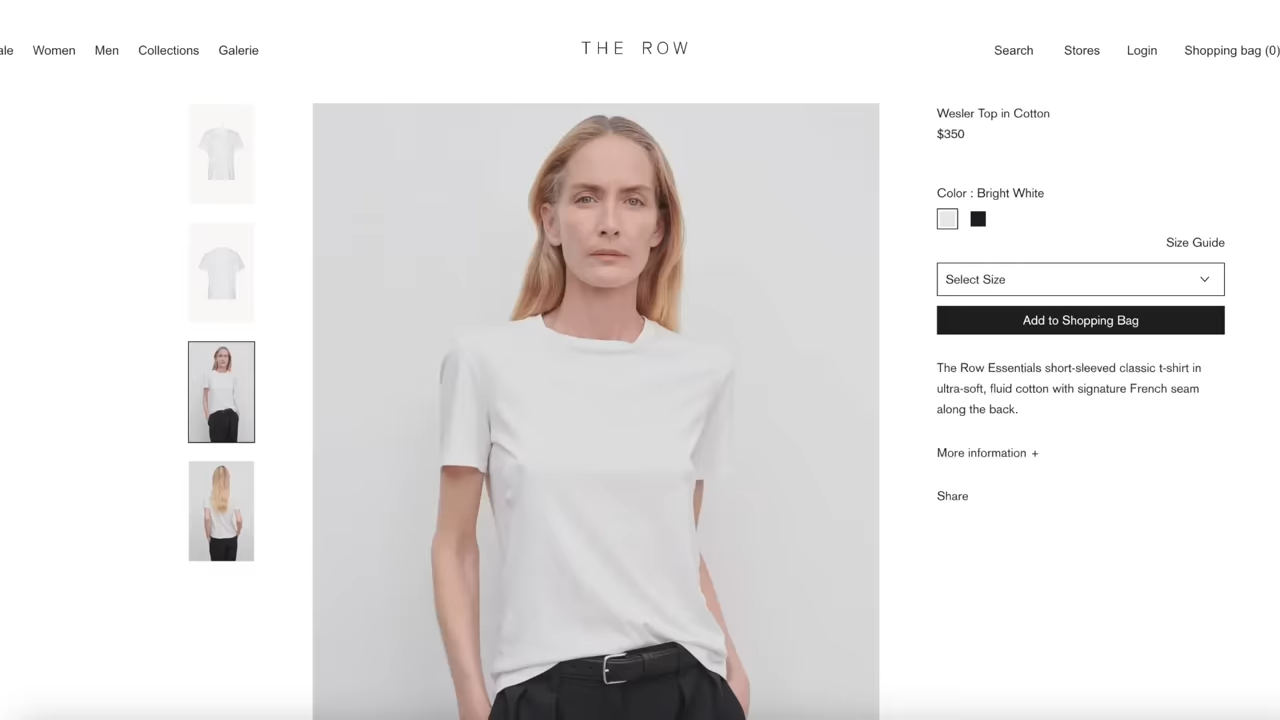 ale Women Men Collections Galerie
THE ROW
Search Stores Login Shopping bag (0)
Wesler Top in Cotton
$350
Color : Bright White
Size Guide
Select Size
Add to Shopping Bag
The Row Essentials short-sleeved classic t-shirt in
ultra-soft, fluid cotton with signature French seam
along the back.
More information +
Share